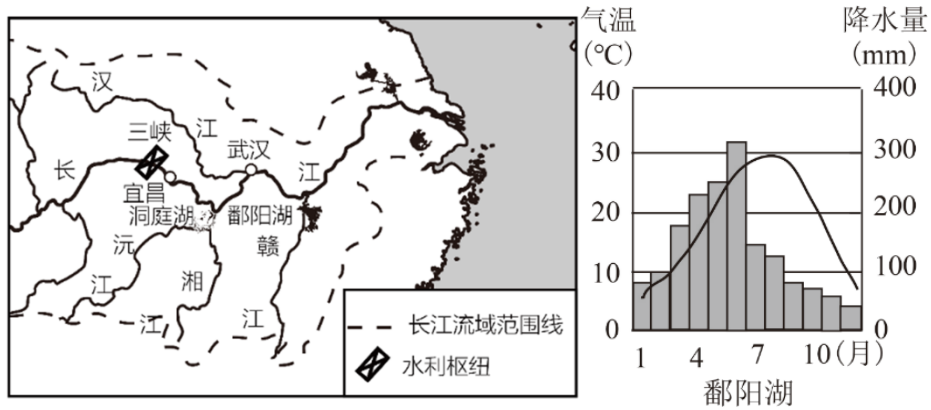 汉
江
三峡
武汉
长
江
宜昌
洞庭湖
鄱阳湖
沅
江
湘
江
赣
江
长江流域范围线
水利枢纽
气温
(℃)
降水量
(mm)
40
400
30
300
20
200
10
100
0
0
1
4
7
10(月)
鄱阳湖